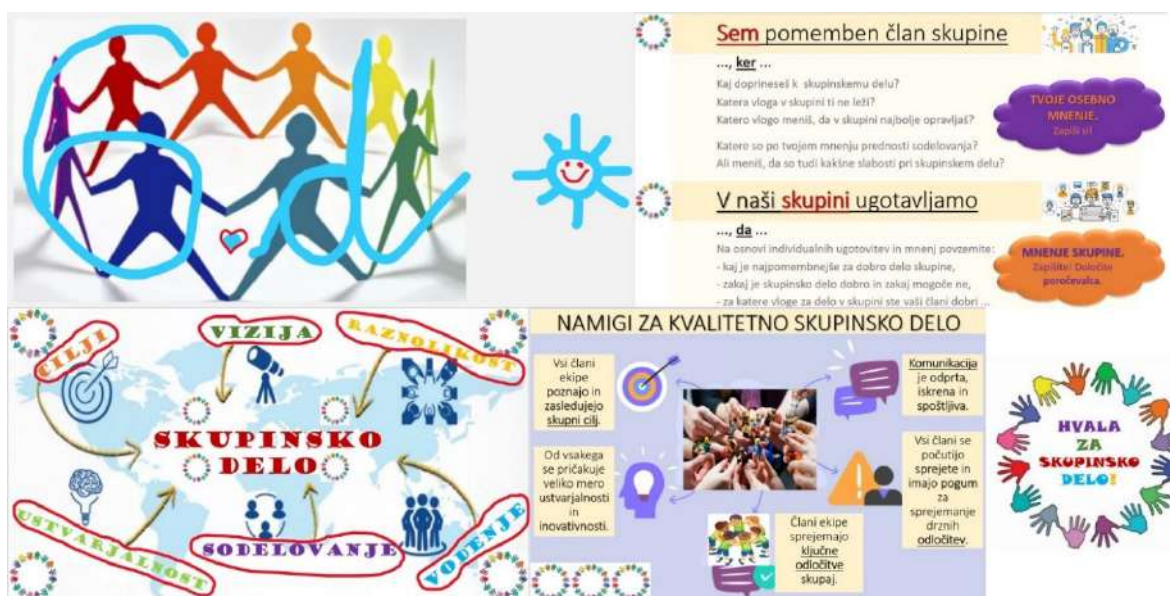 6. d
Sem pomemben član skupine
..., ker ...
Kaj doprineseš k skupinskemu delu?
Katera vloga v skupini ti ne leži?
Katero vlogo meniš, da v skupini najbolje opravljaš?
Katere so po tvojem mnenju prednosti sodelovanja?
Ali meniš, da so tudi kakšne slabosti pri skupinskem delu?
TVOJE OSEBNO
MNENJE.
Zapiši si!
V naši skupini ugotavljamo
..., da ...
Na osnovi individualnih ugotovitev in mnenj povzemite:
- kaj je najpomembnejše za dobro delo skupine,
- zakaj je skupinsko delo dobro in zakaj mogoče ne,
- za katere vloge za delo v skupini ste vaši člani dobri ...
MNENJE SKUPINE.
Zapišite! Določite
poročevalca.
CILJI
VIZIJA
RAZNOLIKOST
SKUPINSKO
DELO
USTVARJALNOST
SODELOVANJE
VODENJE
NAMIGI ZA KVALITETNO SKUPINSKO DELO
Vsi člani
ekipe
poznajo in
zasledujejo
skupni cilj.
Od vsakega
se pričakuje
veliko mero
ustvarjalnosti
in
inovativnosti.
Komunikacija
je odprta,
iskrena in
spoštljiva.
Vsi člani se
počutijo
sprejete in
imajo pogum
za
sprejemanje
drznih
odločitev.
Člani ekipe
sprejemajo
ključne
odločitve
skupaj.
HVALA
ZA
SKUPINSKO
DELO!